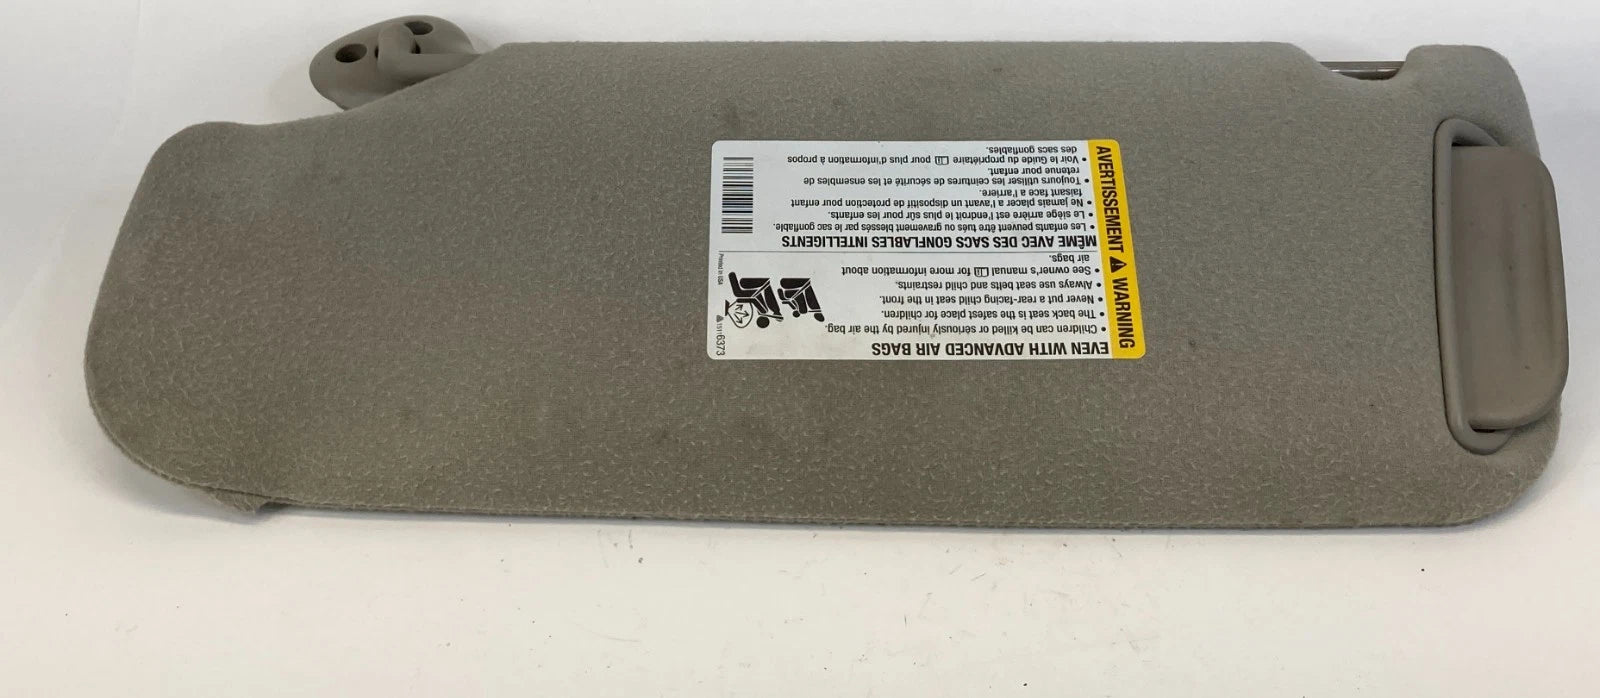 WARNING
AVERTISSEMENT
EVEN WITH ADVANCED AIR BAGS
• Children can be killed or seriously injured by the air bag.
• The back seat is the safest place for children.
• Never put a rear-facing child seat in the front.
• Always use seat belts and child restraints.
• See owner's manual for more information about
air bags.
MÊME AVEC DES SACS GONFLABLES INTELLIGENTS
• Les enfants peuvent être tués ou gravement blessés par le sac gonflable.
• Le siège arrière est l'endroit le plus sûr pour les enfants.
• Ne jamais placer a l'avant un dispositif de protection pour enfant
faisant face a l'arriere.
• Toujours utiliser les ceintures de sécurité et les ensembles de
retenue pour enfant.
• Voir le Guide du propriétaire pour plus d'information à propos
des sacs gonflables.
15116373
Printed in USA